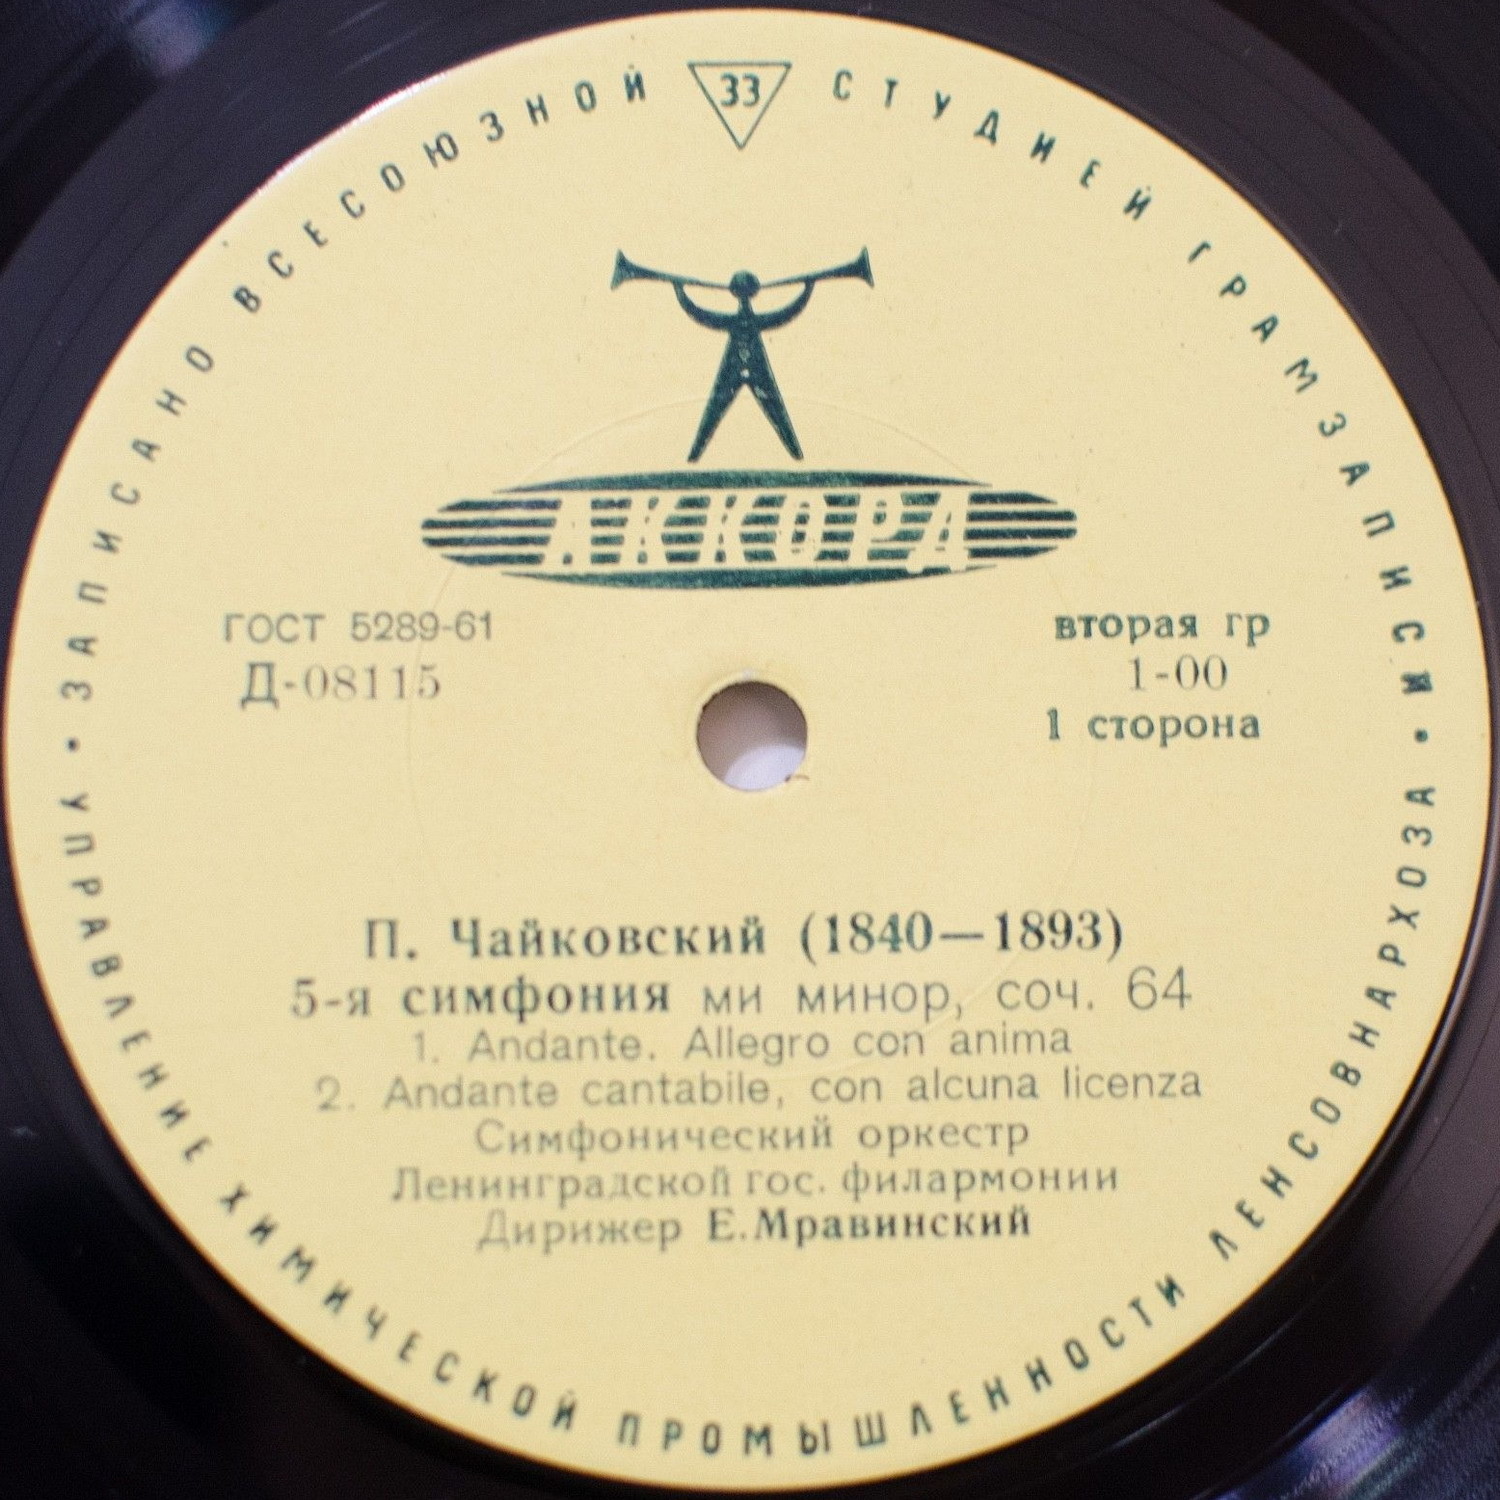 ЗАПИСАНО ВСЕСОЮЗНОЙ 33 СТУДИЕЙ ГРАМЗАПИСИ •
АККОРД
ГОСТ 5289-61
Д-08115
вторая гр
1-00
1 сторона
П. Чайковский (1840—1893)
5-я симфония ми минор, соч. 64
1. Andante. Allegro con anima
2. Andante cantabile, con alcuna licenza
Симфонический оркестр
Ленинградской гос. филармонии
Дирижер Е.Мравинский
• УПРАВЛЕНИЕ ХИМИЧЕСКОЙ ПРОМЫШЛЕННОСТИ ЛЕНСОВНАРХОЗА